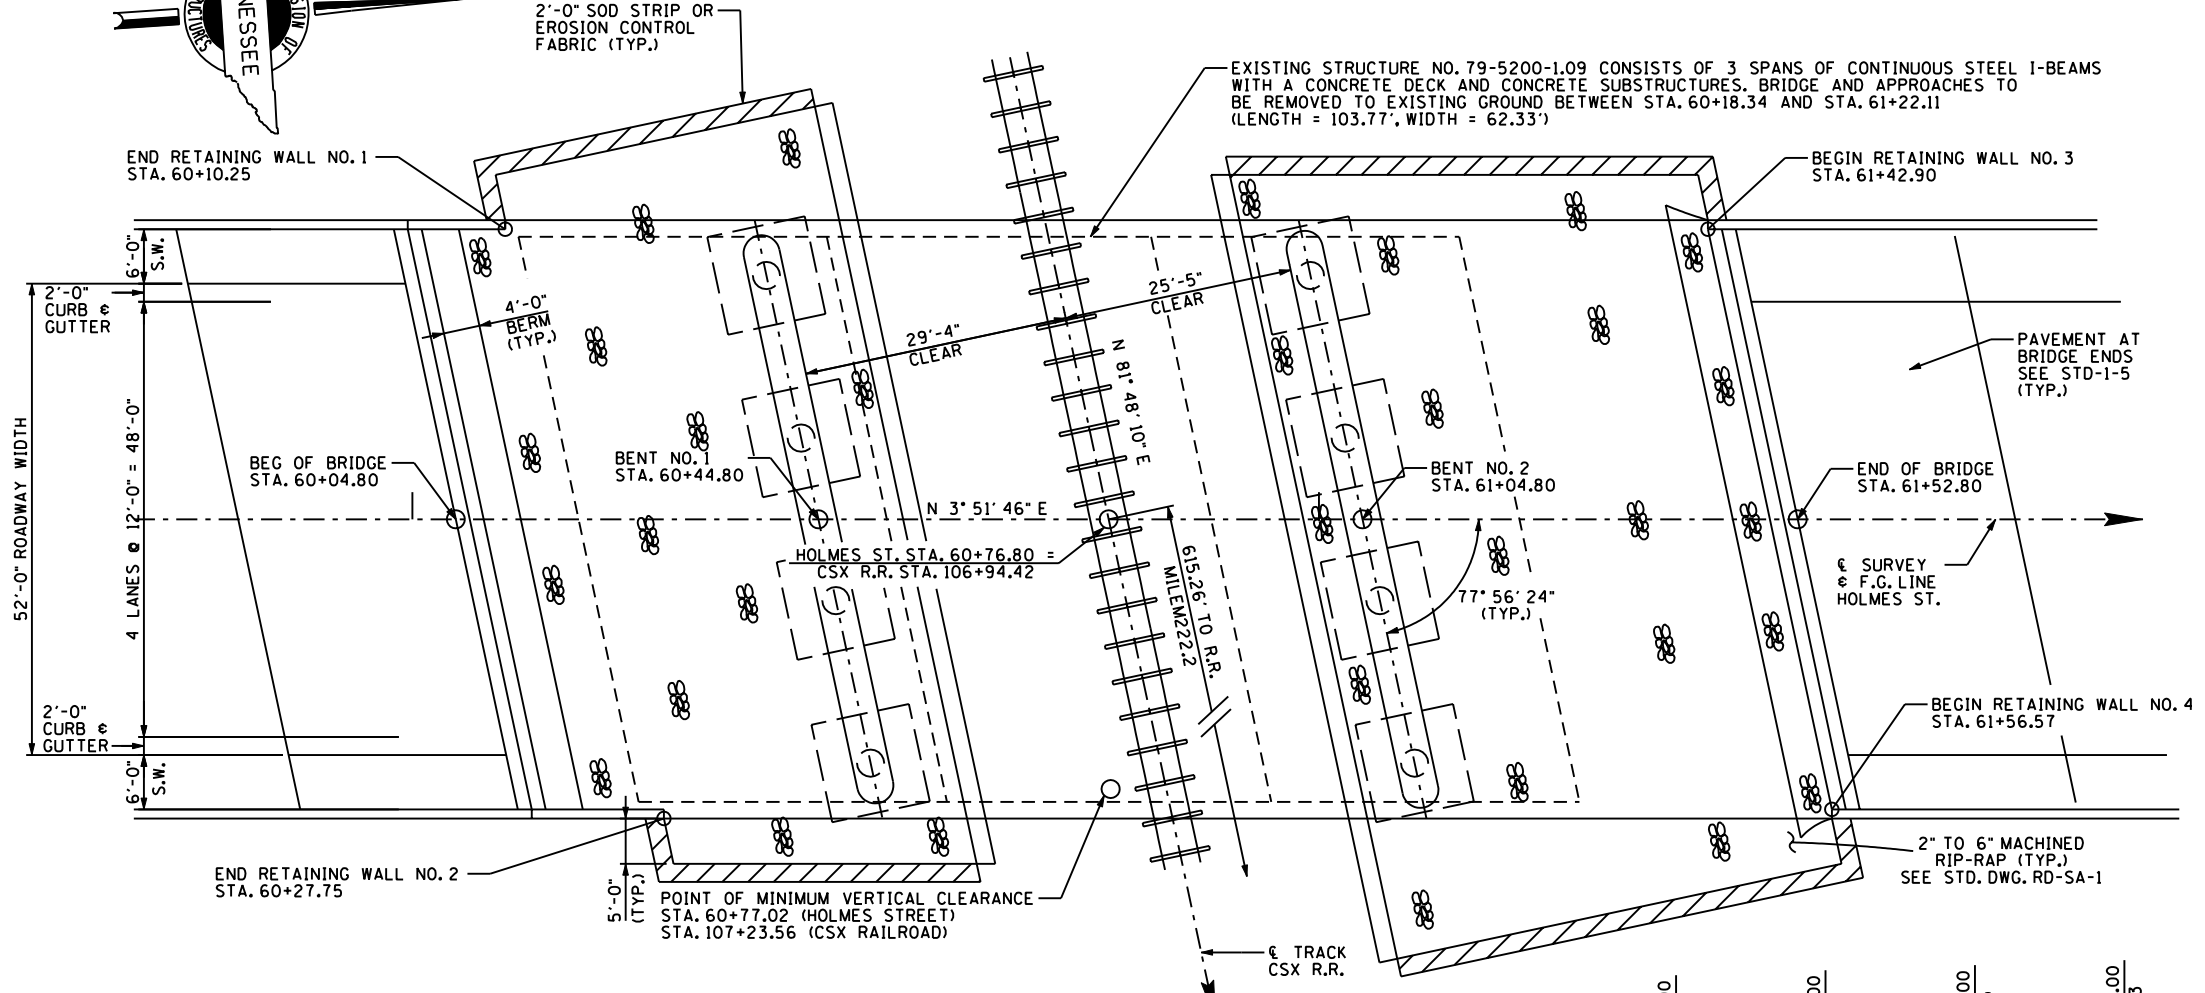 NESSEE
ION OF
RUCTURES
2'-0" SOD STRIP OR
EROSION CONTROL
FABRIC (TYP.)
EXISTING STRUCTURE NO. 79-5200-1.09 CONSISTS OF 3 SPANS OF CONTINUOUS STEEL I-BEAMS
WITH A CONCRETE DECK AND CONCRETE SUBSTRUCTURES. BRIDGE AND APPROACHES TO
BE REMOVED TO EXISTING GROUND BETWEEN STA. 60+18.34 AND STA. 61+22.11
(LENGTH = 103.77', WIDTH = 62.33')
END RETAINING WALL NO. 1
STA. 60+10.25
BEGIN RETAINING WALL NO. 3
STA. 61+42.90
6'-0"
S.W.
2'-0"
CURB &
GUTTER
4'-0"
BERM
(TYP.)
29'-4"
CLEAR
25'-5"
CLEAR
N 81° 48' 10" E
PAVEMENT AT
BRIDGE ENDS
SEE STD-1-5
(TYP.)
52'-0" ROADWAY WIDTH
4 LANES @ 12'-0" = 48'-0"
BEG OF BRIDGE
STA. 60+04.80
BENT NO. 1
STA. 60+44.80
BENT NO. 2
STA. 61+04.80
END OF BRIDGE
STA. 61+52.80
N 3° 51' 46" E
HOLMES ST. STA. 60+76.80 =
CSX R.R. STA. 106+94.42
615.26' TO R.R.
MILEM222.2
77° 56' 24"
(TYP.)
℄ SURVEY
& F.G. LINE
HOLMES ST.
2'-0"
CURB &
GUTTER
6'-0"
S.W.
BEGIN RETAINING WALL NO. 4
STA. 61+56.57
END RETAINING WALL NO. 2
STA. 60+27.75
5'-0"
(TYP.)
POINT OF MINIMUM VERTICAL CLEARANCE
STA. 60+77.02 (HOLMES STREET)
STA. 107+23.56 (CSX RAILROAD)
2" TO 6" MACHINED
RIP-RAP (TYP.)
SEE STD. DWG. RD-SA-1
℄ TRACK
CSX R.R.
00
.00
.00
.00
3